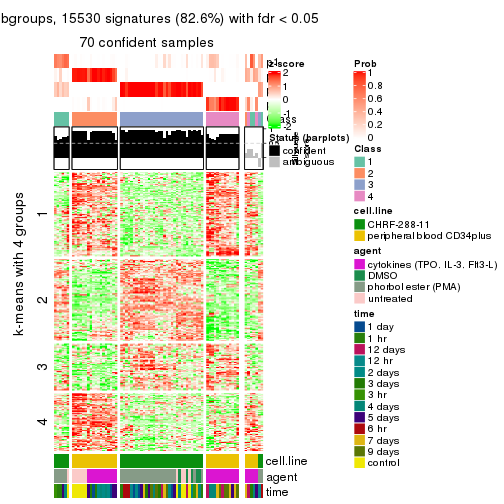 bgroups, 15530 signatures (82.6%) with fdr < 0.05
70 confident samples
p1
z-score
2
1
0
-1
-2
Prob
1
0.8
0.6
0.4
0.2
0
Class
Status (barplots)
confident
ambiguous
Class
1
2
3
4
cell.line
CHRF-288-11
peripheral blood CD34plus
agent
cytokines (TPO, IL-3, Flt3-L)
DMSO
phorbol ester (PMA)
untreated
time
1 day
1 hr
12 days
12 hr
2 days
3 days
3 hr
4 days
5 days
6 hr
7 days
9 days
control
k-means with 4 groups
1
2
3
4
cell.line
agent
time